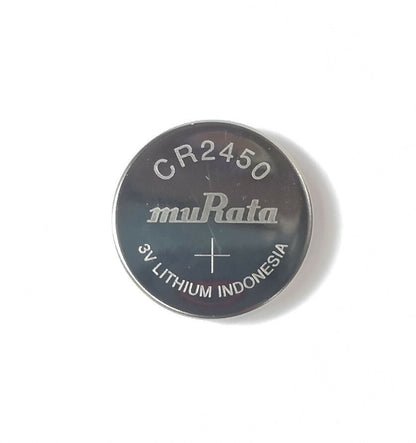 CR2450
muRata
+
3V LITHIUM INDONESIA